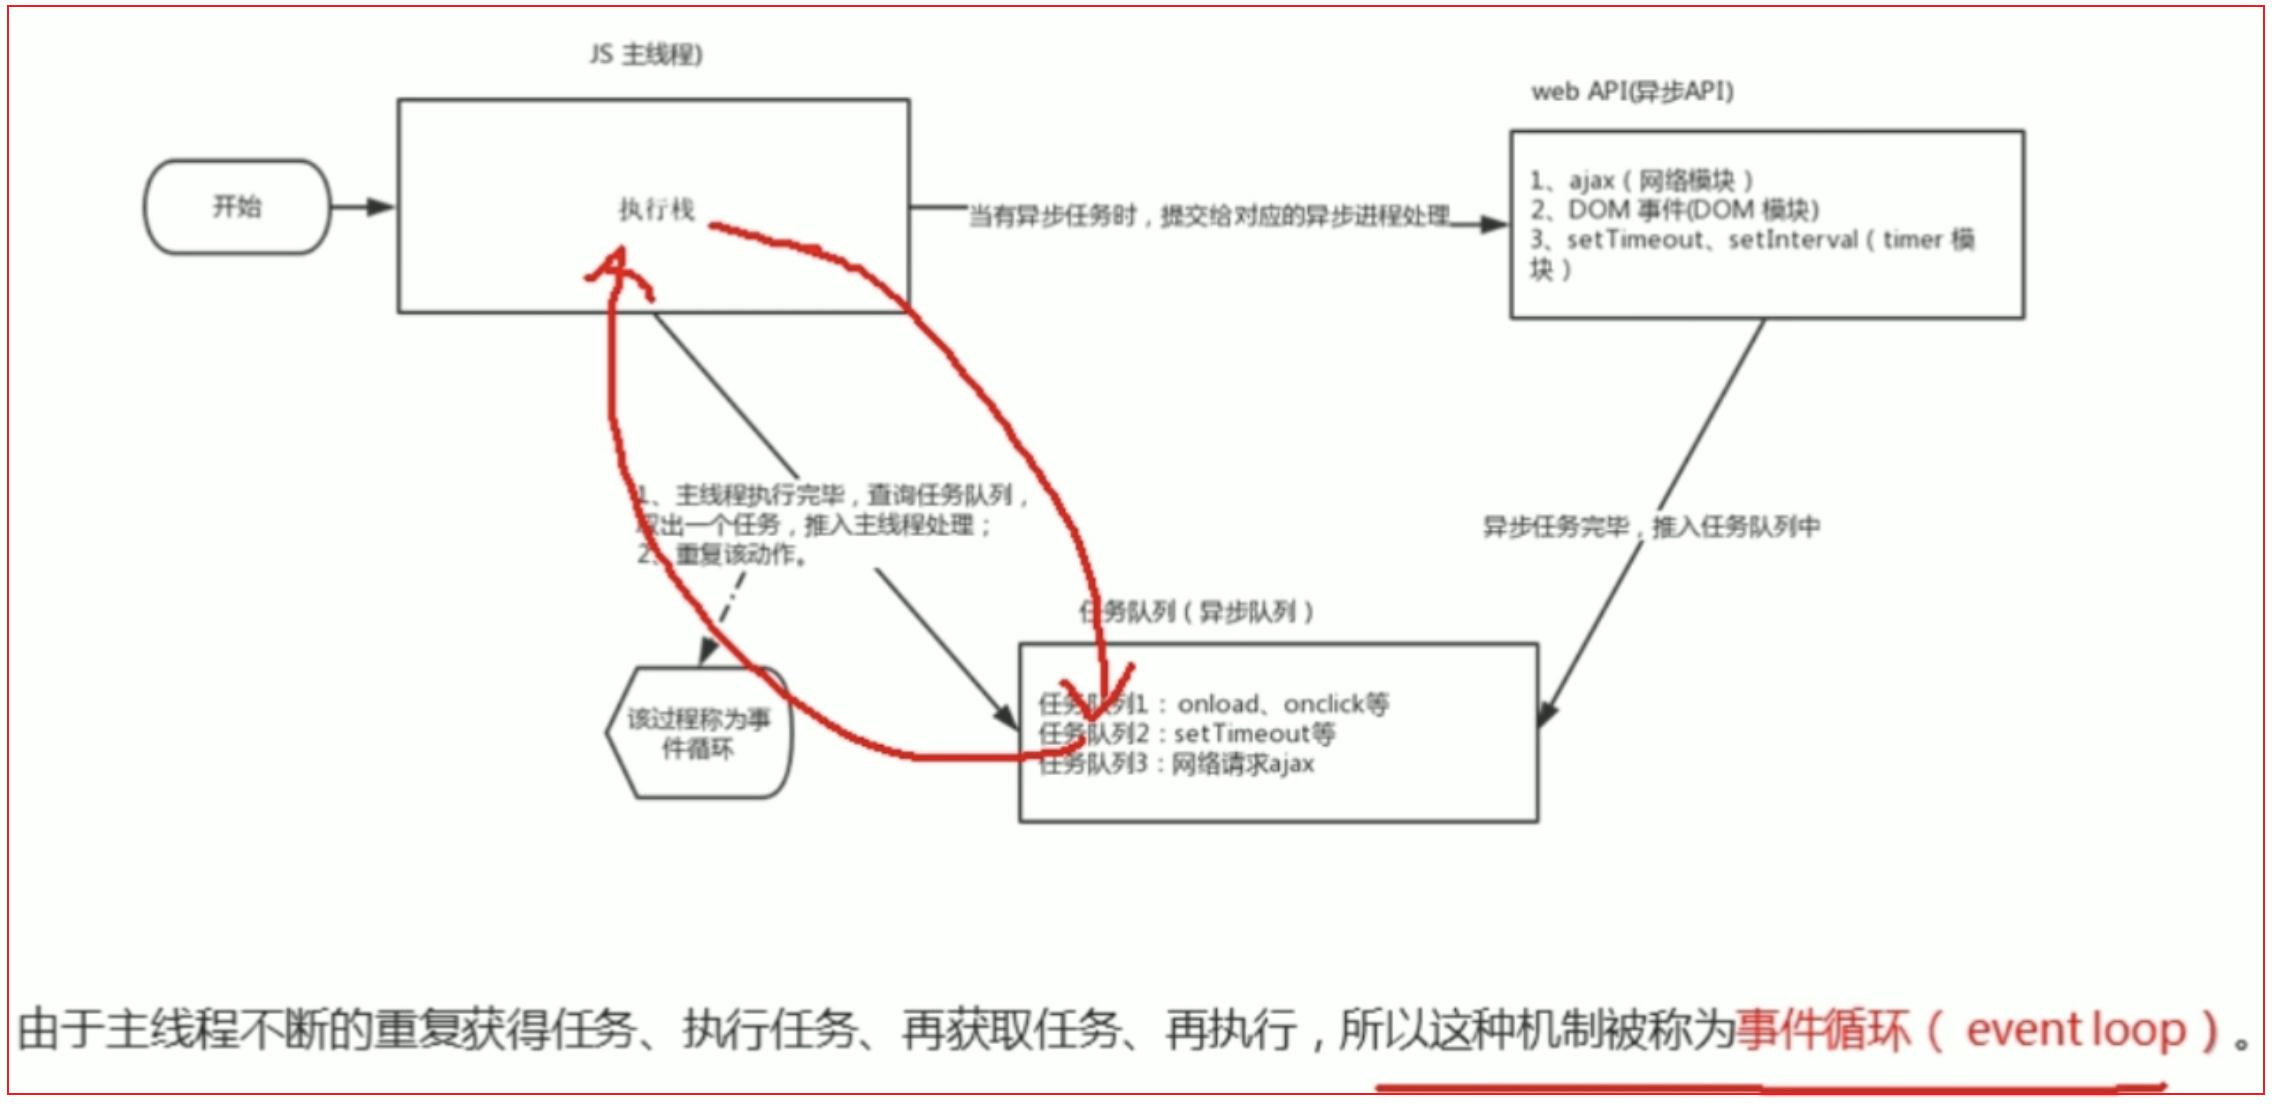 JS 主线程)
web API(异步API)
开始
执行栈
当有异步任务时，提交给对应的异步进程处理
1、ajax（网络模块）
2、DOM 事件(DOM 模块)
3、setTimeout、setInterval（timer 模
块）
1、主线程执行完毕，查询任务队列，
取出一个任务，推入主线程处理；
2、重复该动作。
异步任务完毕，推入任务队列中
任务队列（异步队列）
任务队列1：onload、onclick等
任务队列2：setTimeout等
任务队列3：网络请求ajax
该过程称为事
件循环
由于主线程不断的重复获得任务、执行任务、再获取任务、再执行，所以这种机制被称为事件循环（ event loop）。